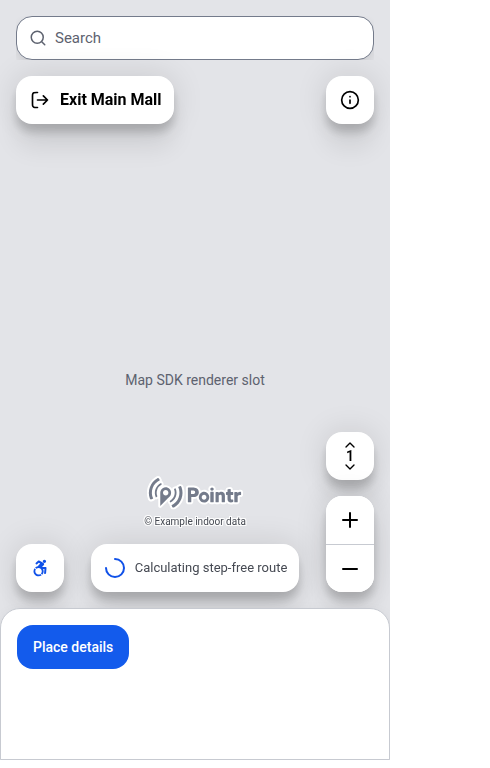 Search
Exit Main Mall
Map SDK renderer slot
1
Pointr
© Example indoor data
Calculating step-free route
Place details